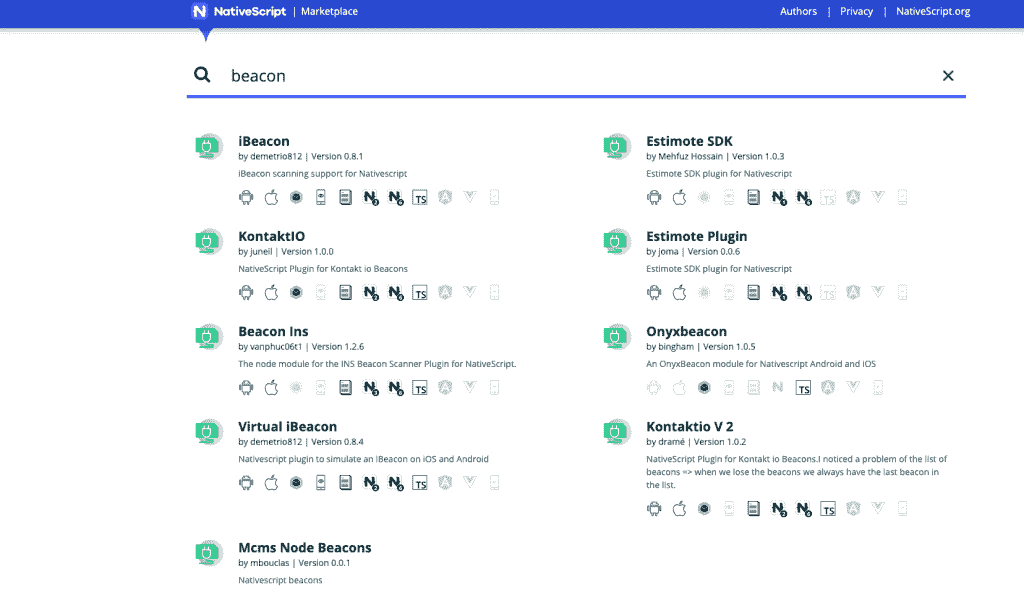 NativeScript | Marketplace
Authors | Privacy | NativeScript.org
beacon
iBeacon
by demetrio812 | Version 0.8.1
iBeacon scanning support for Nativescript
TS
Estimote SDK
by Mehfuz Hossain | Version 1.0.3
Estimote SDK plugin for Nativescript
TS
KontaktIO
by juneil | Version 1.0.0
NativeScript Plugin for Kontakt io Beacons
TS
Estimote Plugin
by joma | Version 0.0.6
Estimote SDK plugin for Nativescript
TS
Beacon Ins
by vanphuc06t1 | Version 1.2.6
The node module for the INS Beacon Scanner Plugin for NativeScript.
TS
Onyxbeacon
by bingham | Version 1.0.5
An OnyxBeacon module for Nativescript Android and iOS
TS
Virtual iBeacon
by demetrio812 | Version 0.8.4
Nativescript plugin to simulate an iBeacon on iOS and Android
TS
Kontaktio V 2
by dramé | Version 1.0.2
NativeScript Plugin for Kontakt io Beacons.I noticed a problem of the list of
beacons => when we lose the beacons we always have the last beacon in
the list.
TS
Mcms Node Beacons
by mbouclas | Version 0.0.1
Nativescript beacons